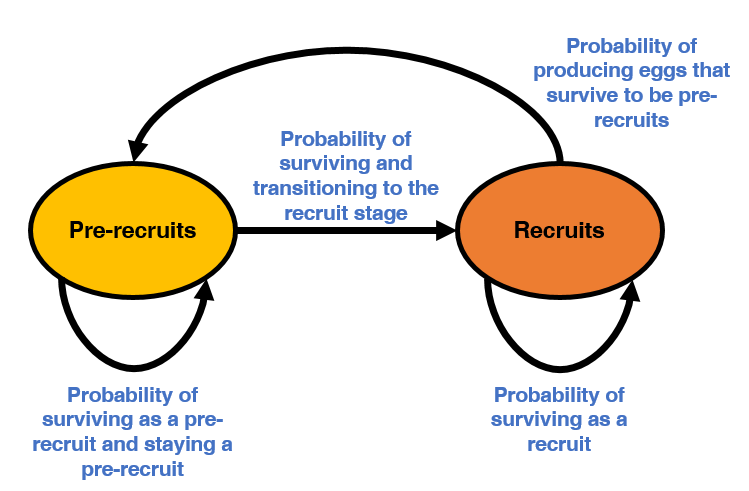 Probability of
producing eggs that
survive to be pre-
recruits
Probability of
surviving and
transitioning to the
recruit stage
Pre-recruits
Recruits
Probability of
surviving as a pre-
recruit and staying a
pre-recruit
Probability of
surviving as a
recruit